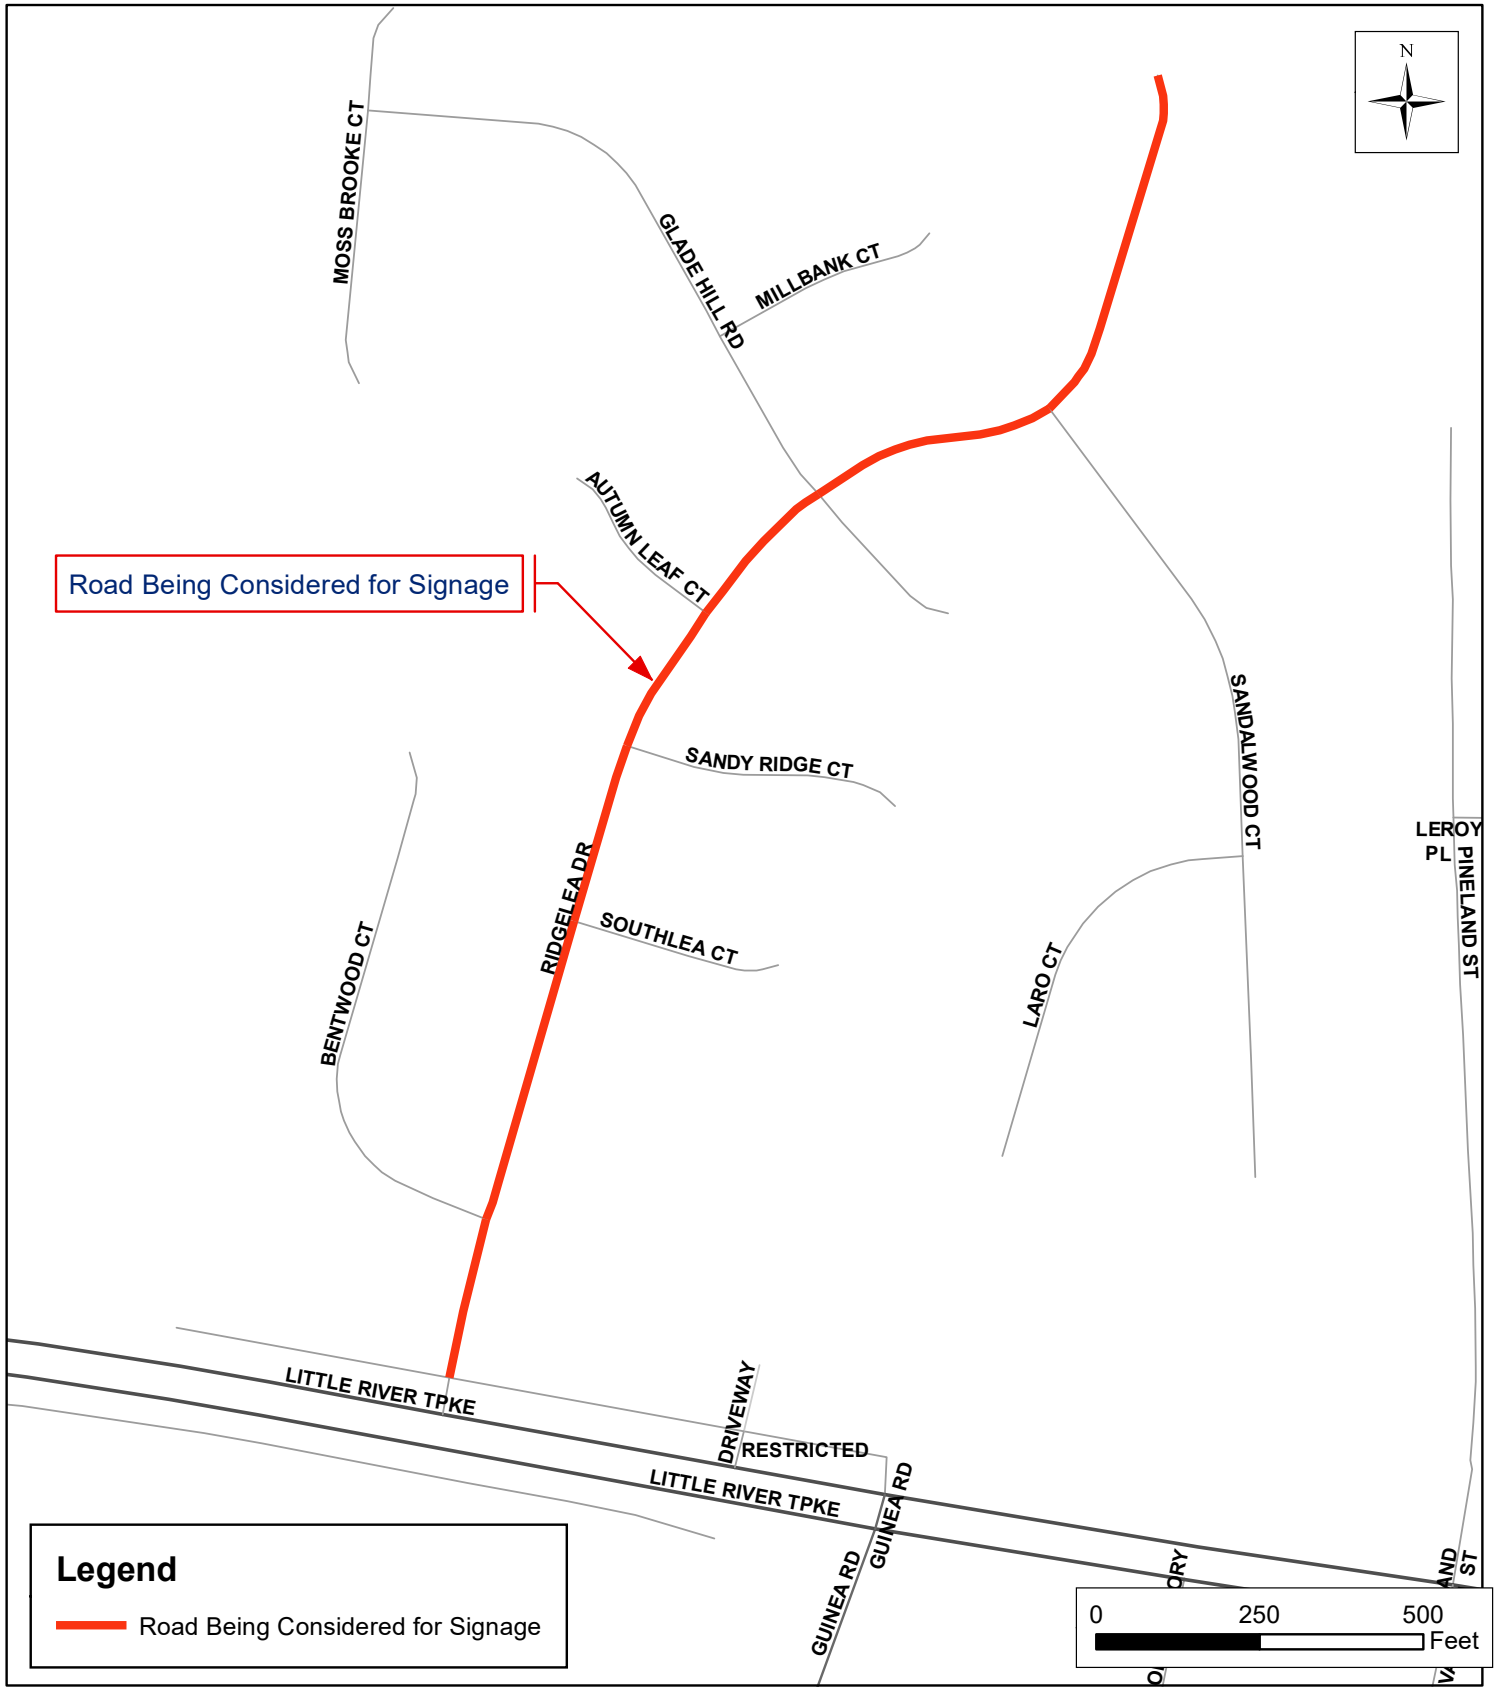 N
MOSS BROOKE CT
GLADE HILL RD
MILLBANK CT
AUTUMN LEAF CT
Road Being Considered for Signage
SANDALWOOD CT
SANDY RIDGE CT
LEROY
PL
PINELAND ST
RIDGELEA DR
SOUTHLEA CT
BENTWOOD CT
LARO CT
LITTLE RIVER TPKE
DRIVEWAY
RESTRICTED
LITTLE RIVER TPKE
GUINEA RD
GUINEA RD
ORY
AND
ST
Legend
Road Being Considered for Signage
0 250 500
Feet